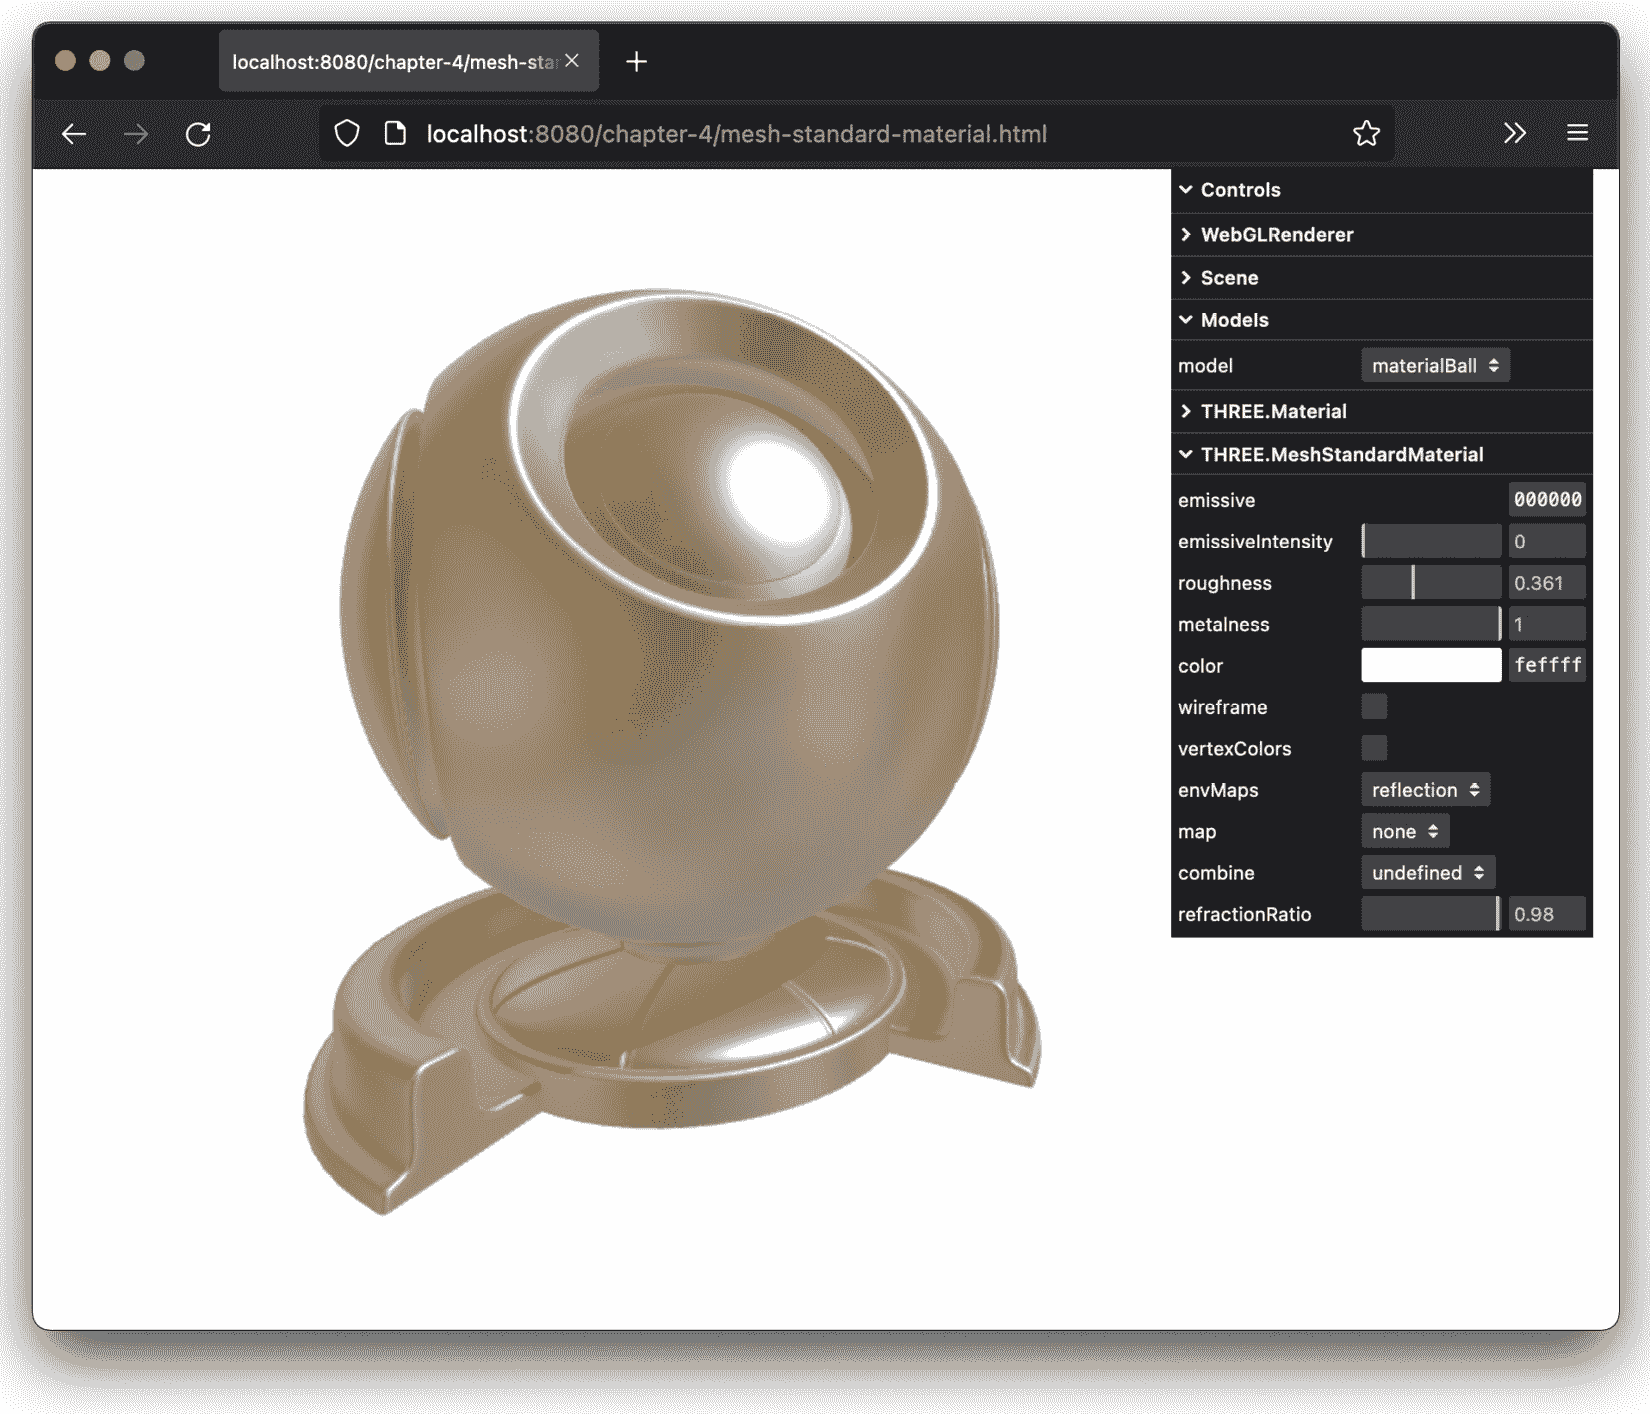 localhost:8080/chapter-4/mesh-sta
localhost:8080/chapter-4/mesh-standard-material.html
Controls
WebGLRenderer
Scene
Models
model materialBall
THREE.Material
THREE.MeshStandardMaterial
emissive 000000
emissiveIntensity 0
roughness 0.361
metalness 1
color feffff
wireframe
vertexColors
envMaps reflection
map none
combine undefined
refractionRatio 0.98